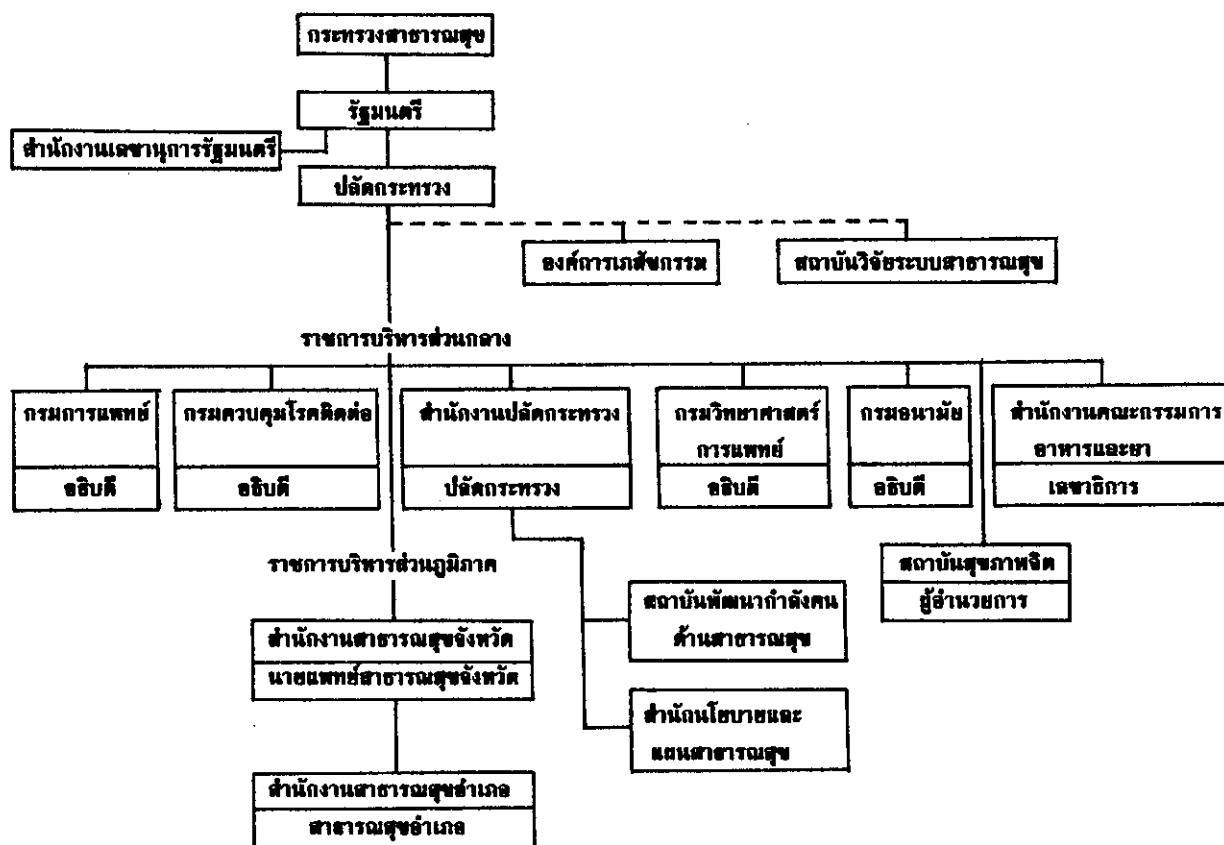 กระทรวงสาธารณสุข
รัฐมนตรี
สำนักงานเลขานุการรัฐมนตรี
ปลัดกระทรวง
องค์การเภสัชกรรม
สถาบันวิจัยระบบสาธารณสุข
ราชการบริหารส่วนกลาง
กรมการแพทย์
อธิบดี
กรมควบคุมโรคติดต่อ
อธิบดี
สำนักงานปลัดกระทรวง
ปลัดกระทรวง
กรมวิทยาศาสตร์
การแพทย์
อธิบดี
กรมอนามัย
อธิบดี
สำนักงานคณะกรรมการ
อาหารและยา
เลขาธิการ
สถาบันสุขภาพจิต
ผู้อำนวยการ
ราชการบริหารส่วนภูมิภาค
สถาบันพัฒนากำลังคน
ด้านสาธารณสุข
สำนักงานสาธารณสุขจังหวัด
นายแพทย์สาธารณสุขจังหวัด
สำนักนโยบายและ
แผนสาธารณสุข
สำนักงานสาธารณสุขอำเภอ
สาธารณสุขอำเภอ